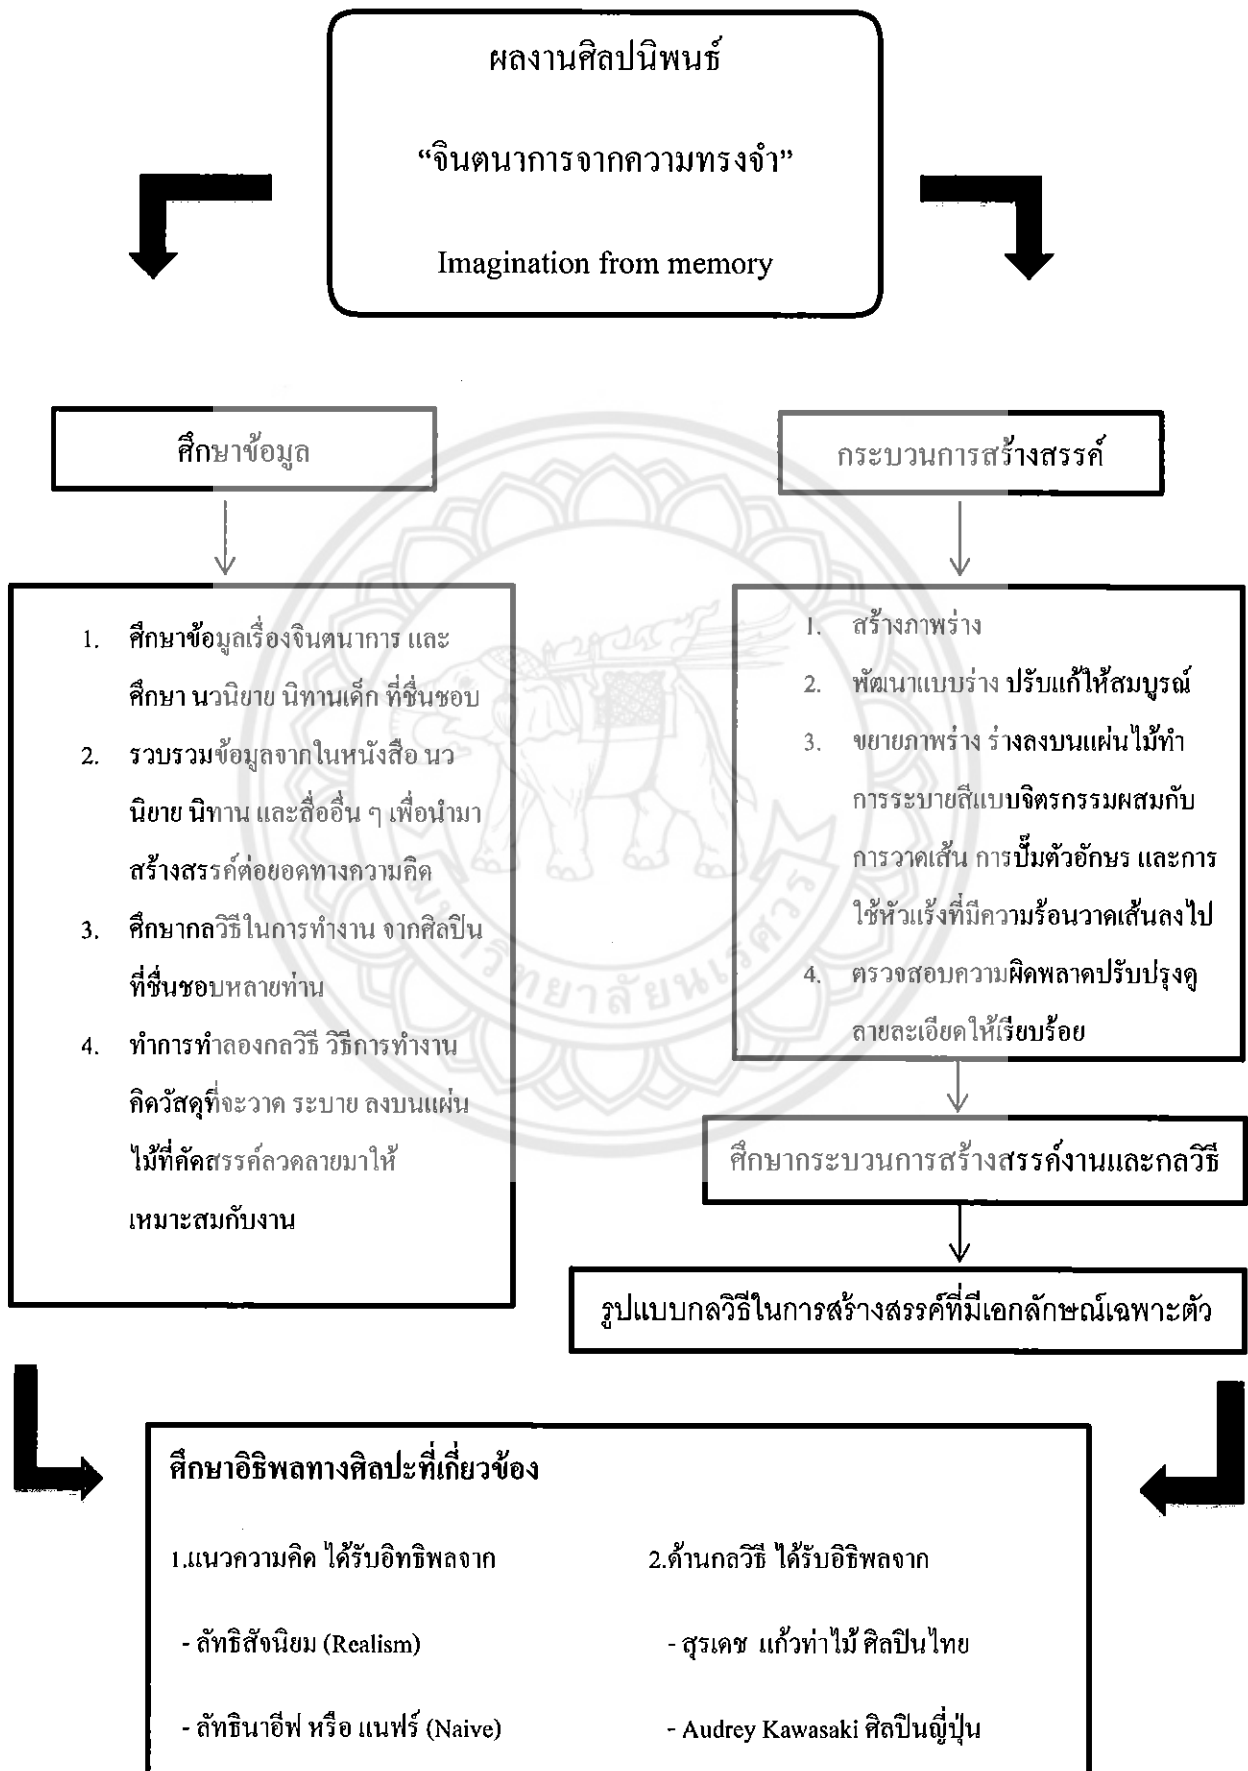 ผลงานศิลปนิพนธ์
“จินตนาการจากความทรงจำ”
Imagination from memory
ศึกษาข้อมูล
1. ศึกษาข้อมูลเรื่องจินตนาการ และ
ศึกษา นวนิยาย นิทานเด็ก ที่ชื่นชอบ
2. รวบรวมข้อมูลจากในหนังสือ นว
นิยาย นิทาน และสื่ออื่น ๆ เพื่อนำมา
สร้างสรรค์ต่อยอดทางความคิด
3. ศึกษากลวิธีในการทำงาน จากศิลปิน
ที่ชื่นชอบหลายท่าน
4. ทำการทำลองกลวิธี วิธีการทำงาน
คิดวัสดุที่จะวาด ระบาย ลงบนแผ่น
ไม้ที่คัดสรรค์ลวดลายมาให้
เหมาะสมกับงาน
กระบวนการสร้างสรรค์
1. สร้างภาพร่าง
2. พัฒนาแบบร่าง ปรับแก้ให้สมบูรณ์
3. ขยายภาพร่าง ร่างลงบนแผ่นไม้ทำ
การระบายสีแบบจิตรกรรมผสมกับ
การวาดเส้น การปั๊มตัวอักษร และการ
ใช้หัวแร้งที่มีความร้อนวาดเส้นลงไป
4. ตรวจสอบความผิดพลาดปรับปรุงดู
ลายละเอียดให้เรียบร้อย
ศึกษากระบวนการสร้างสรรค์งานและกลวิธี
รูปแบบกลวิธีในการสร้างสรรค์ที่มีเอกลักษณ์เฉพาะตัว
มหาวิทยาลัยนเรศวร
ศึกษาอิธิพลทางศิลปะที่เกี่ยวข้อง
1.แนวความคิด ได้รับอิทธิพลจาก
- ลัทธิสัจนิยม (Realism)
- ลัทธินาอีฟ หรือ แนฟร์ (Naive)
2.ด้านกลวิธี ได้รับอิธิพลจาก
- สุรเดช แก้วท่าไม้ ศิลปินไทย
- Audrey Kawasaki ศิลปินญี่ปุ่น